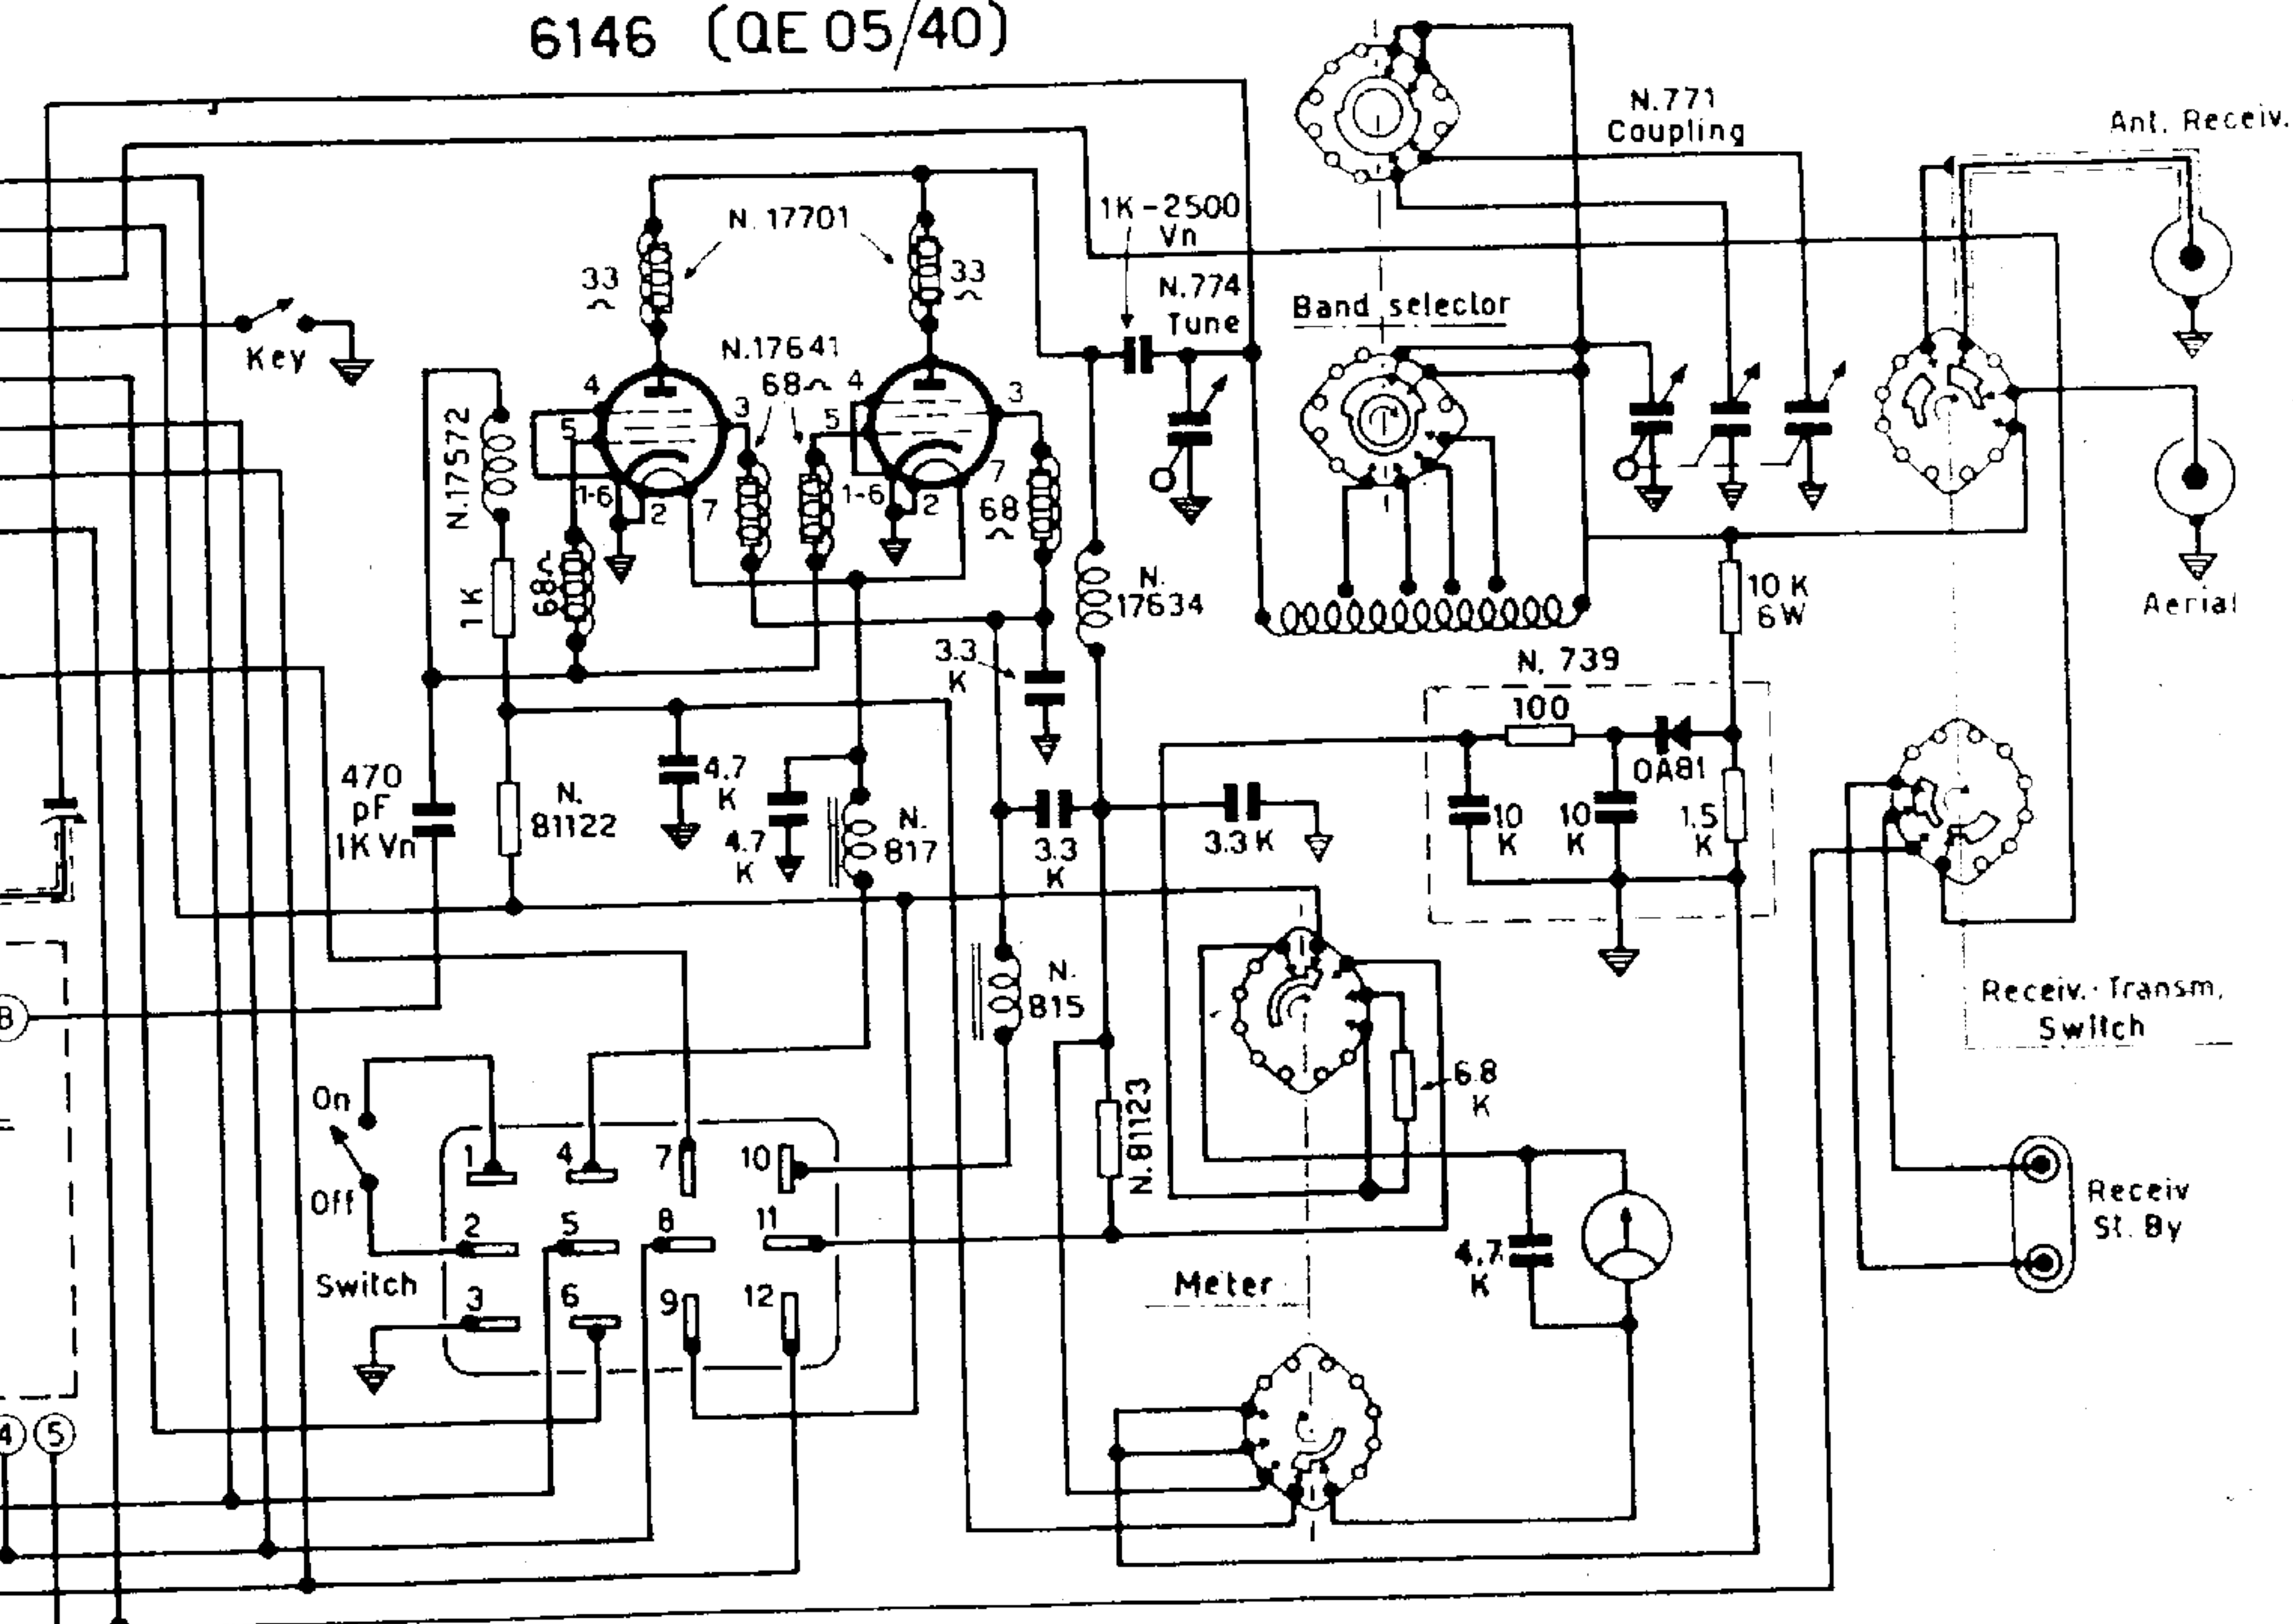 6146 (QE 05/40)
N.771
Coupling
Ant. Receiv.
1K-2500
Vn
N. 17701
33
33
N.774
Tune
Band selector
Key
N.17641
68
4
5
3
4
5
3
1-6
2
7
1-6
2
7
68
N.17572
1K
68
N.
17634
10 K
6W
Aerial
3.3
K
N. 739
100
OA81
470
pF
1K Vn
N.
81122
4.7
K
4.7
K
N.
817
3.3
K
3.3 K
10
K
10
K
1.5
K
N.
815
Receiv.-Transm.
Switch
8
On
Off
Switch
1
4
7
10
2
5
8
11
3
6
9
12
N.81123
6.8
K
4.7
K
Meter
Receiv
St. By
4
5